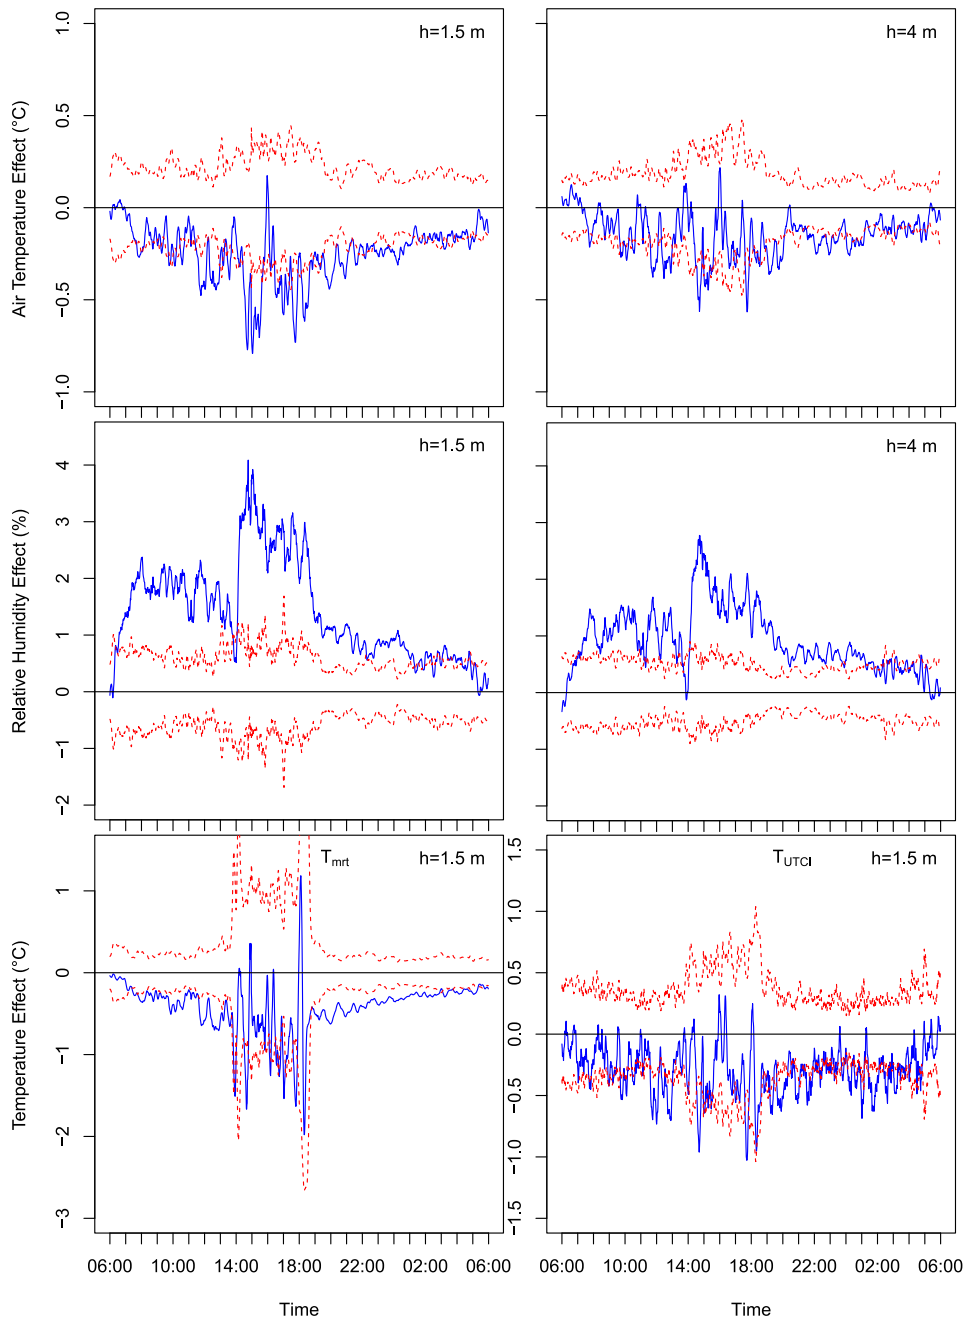 h=1.5 m
h=4 m
Air Temperature Effect (°C)
1.0
0.5
0.0
−0.5
−1.0
h=1.5 m
h=4 m
Relative Humidity Effect (%)
4
3
2
1
0
−1
−2
Tmrt h=1.5 m
TUTCI h=1.5 m
Temperature Effect (°C)
1
0
−1
−2
−3
1.5
1.0
0.5
0.0
−0.5
−1.0
−1.5
06:00 10:00 14:00 18:00 22:00 02:00 06:00
06:00 10:00 14:00 18:00 22:00 02:00 06:00
Time
Time